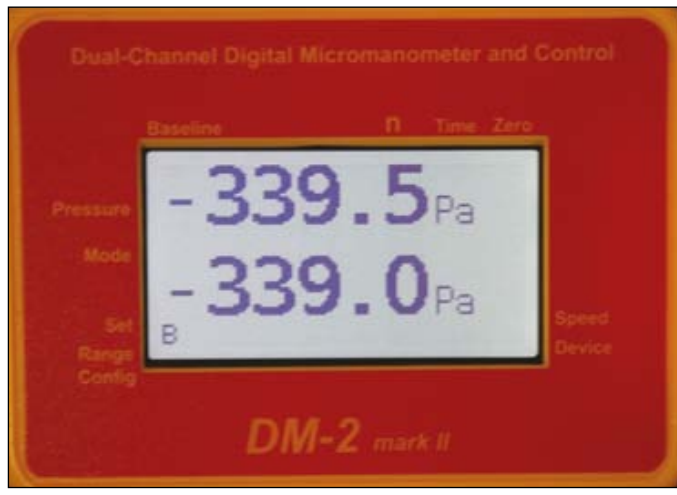 Dual-Channel Digital Micromanometer and Control
Baseline n Time Zero
Pressure
-339.5Pa
Mode
-339.0Pa
Set
B
Speed
Range
Device
Config
DM-2 mark II